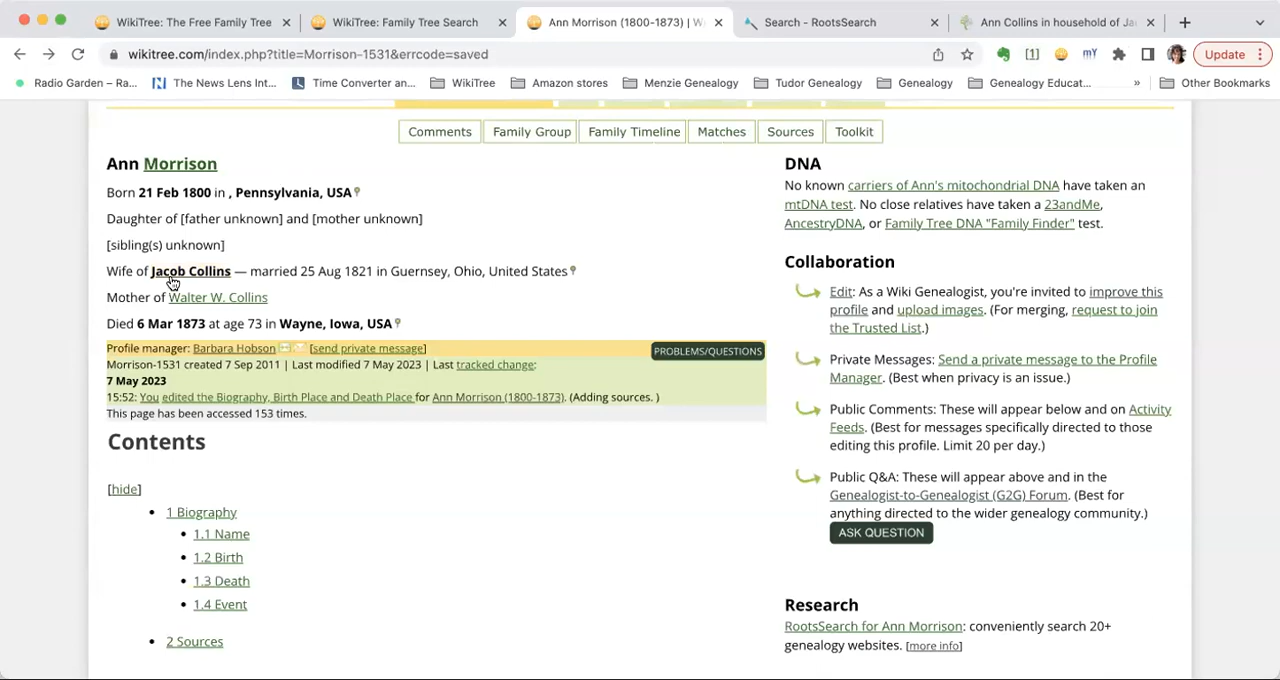 WikiTree: The Free Family Tree
WikiTree: Family Tree Search
Ann Morrison (1800-1873) | W
Search - RootsSearch
Ann Collins in household of Ja
wikitree.com/index.php?title=Morrison-1531&errcode=saved
[1]
mY
Update
Radio Garden – Ra...
The News Lens Int...
Time Converter an...
WikiTree
Amazon stores
Menzie Genealogy
Tudor Genealogy
Genealogy
Genealogy Educat...
»
Other Bookmarks
Comments
Family Group
Family Timeline
Matches
Sources
Toolkit
Ann Morrison
Born 21 Feb 1800 in , Pennsylvania, USA
Daughter of [father unknown] and [mother unknown]
[sibling(s) unknown]
Wife of Jacob Collins — married 25 Aug 1821 in Guernsey, Ohio, United States
Mother of Walter W. Collins
Died 6 Mar 1873 at age 73 in Wayne, Iowa, USA
Profile manager: Barbara Hobson [send private message]
PROBLEMS/QUESTIONS
Morrison-1531 created 7 Sep 2011 | Last modified 7 May 2023 | Last tracked change:
7 May 2023
15:52: You edited the Biography, Birth Place and Death Place for Ann Morrison (1800-1873). (Adding sources. )
This page has been accessed 153 times.
Contents
[hide]
1 Biography
1.1 Name
1.2 Birth
1.3 Death
1.4 Event
2 Sources
DNA
No known carriers of Ann's mitochondrial DNA have taken an
mtDNA test. No close relatives have taken a 23andMe,
AncestryDNA, or Family Tree DNA "Family Finder" test.
Collaboration
Edit: As a Wiki Genealogist, you're invited to improve this
profile and upload images. (For merging, request to join
the Trusted List.)
Private Messages: Send a private message to the Profile
Manager. (Best when privacy is an issue.)
Public Comments: These will appear below and on Activity
Feeds. (Best for messages specifically directed to those
editing this profile. Limit 20 per day.)
Public Q&A: These will appear above and in the
Genealogist-to-Genealogist (G2G) Forum. (Best for
anything directed to the wider genealogy community.)
ASK QUESTION
Research
RootsSearch for Ann Morrison: conveniently search 20+
genealogy websites. [more info]